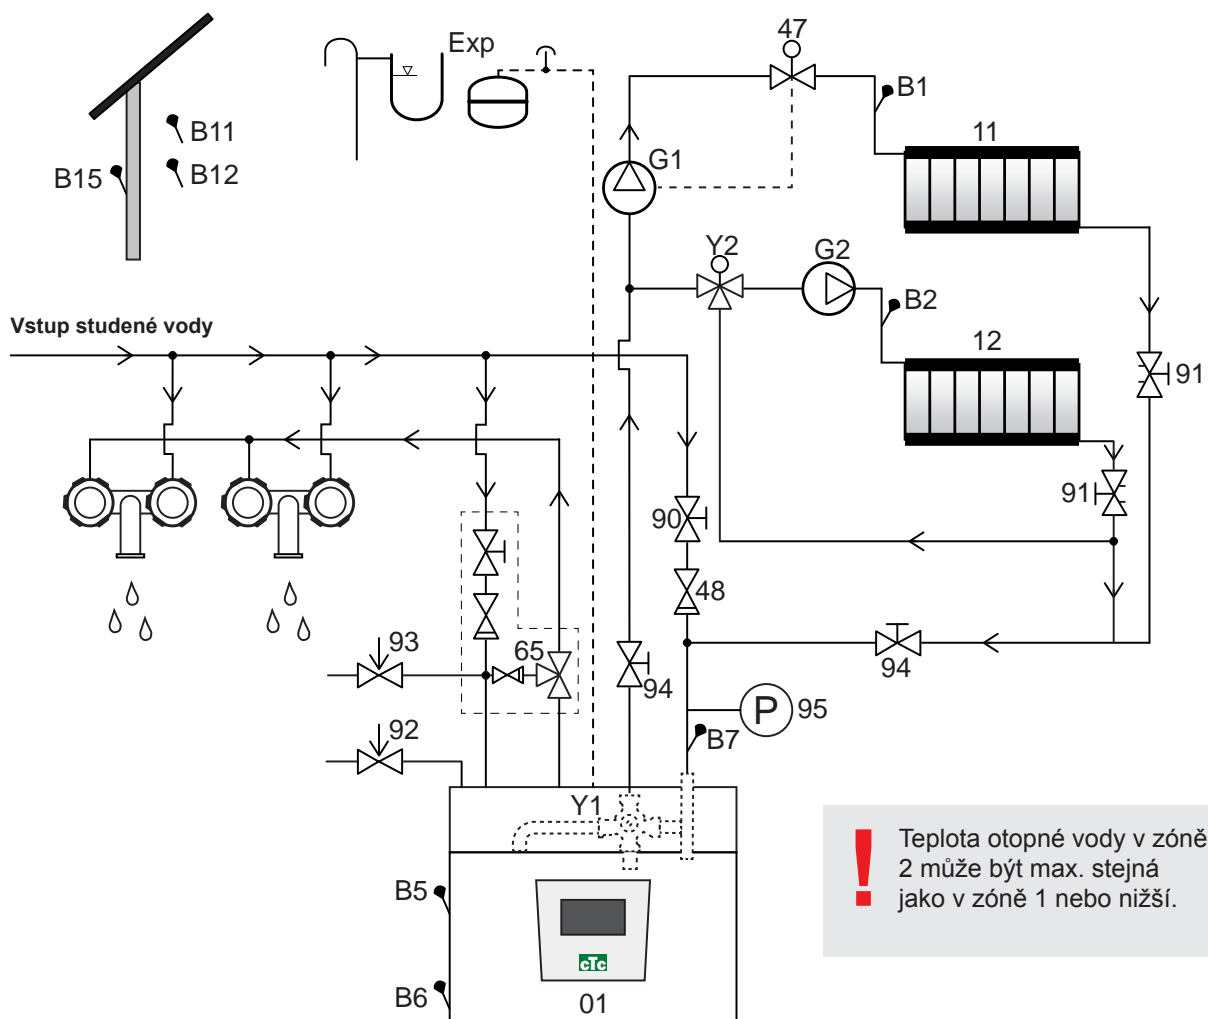 47
Exp
B1
B11
11
G1
B15
B12
Y2
G2
B2
Vstup studené vody
12
91
91
90
48
93
65
94
94
P
95
92
B7
Y1
Teplota otopné vody v zóně
! 2 může být max. stejná
jako v zóně 1 nebo nižší.
B5
cTc
B6
01